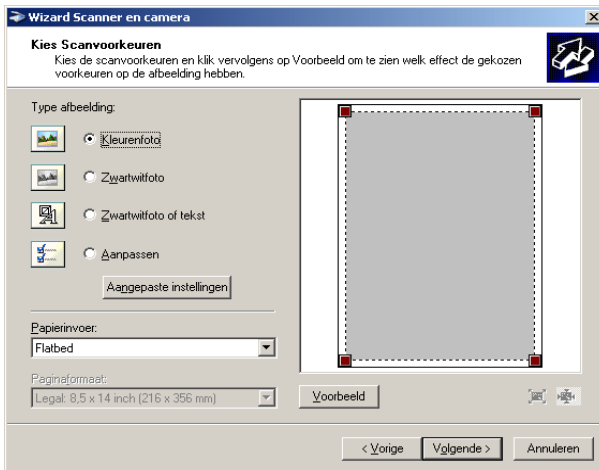 Wizard Scanner en camera
Kies Scanvoorkeuren
Kies de scanvoorkeuren en klik vervolgens op Voorbeeld om te zien welk effect de gekozen
voorkeuren op de afbeelding hebben.
Type afbeelding:
Kleurenfoto
Zwartwitfoto
Zwartwitfoto of tekst
Aanpassen
Aangepaste instellingen
Papierinvoer:
Flatbed
Paginaformaat:
Legal: 8,5 x 14 inch (216 x 356 mm)
Voorbeeld
< Vorige
Volgende >
Annuleren